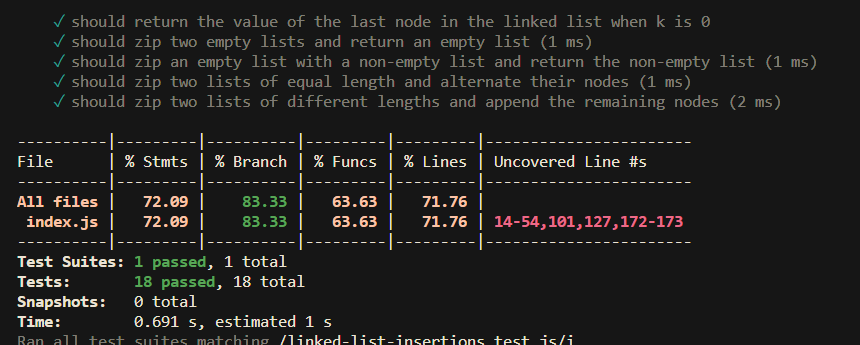 ✓ should return the value of the last node in the linked list when k is 0
✓ should zip two empty lists and return an empty list (1 ms)
✓ should zip an empty list with a non-empty list and return the non-empty list (1 ms)
✓ should zip two lists of equal length and alternate their nodes (1 ms)
✓ should zip two lists of different lengths and append the remaining nodes (2 ms)
----------|---------|----------|---------|---------|-----------------------
File      | % Stmts | % Branch | % Funcs | % Lines | Uncovered Line #s
----------|---------|----------|---------|---------|-----------------------
All files |   72.09 |    83.33 |   63.63 |   71.76 |
 index.js |   72.09 |    83.33 |   63.63 |   71.76 | 14-54,101,127,172-173
----------|---------|----------|---------|---------|-----------------------
Test Suites: 1 passed, 1 total
Tests:       18 passed, 18 total
Snapshots:   0 total
Time:        0.691 s, estimated 1 s
Ran all test suites matching /linked-list-insertions.test.js/i